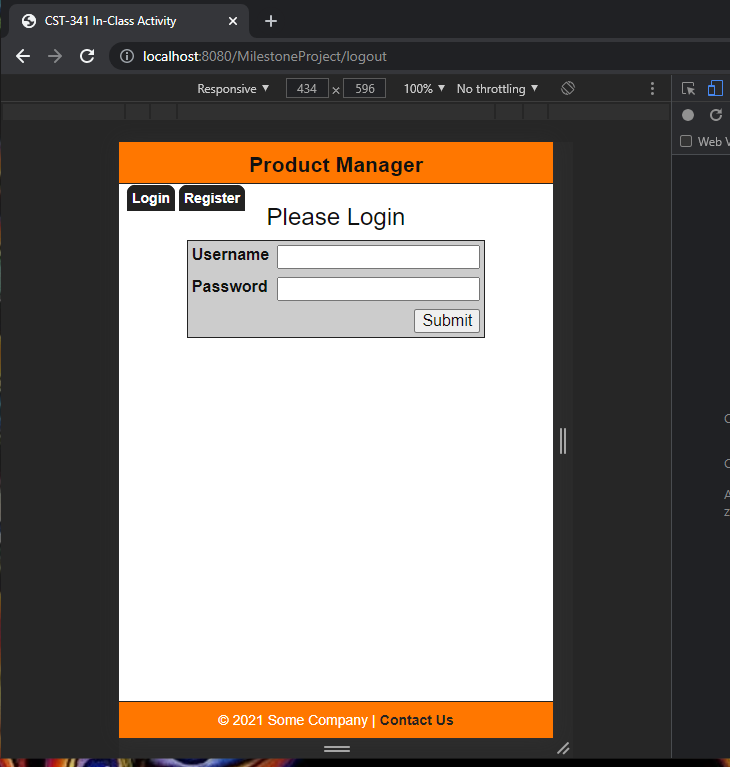 CST-341 In-Class Activity
localhost:8080/MilestoneProject/logout
Responsive 434 × 596 100% No throttling
Web
Product Manager
Login Register
Please Login
Username
Password
Submit
© 2021 Some Company | Contact Us